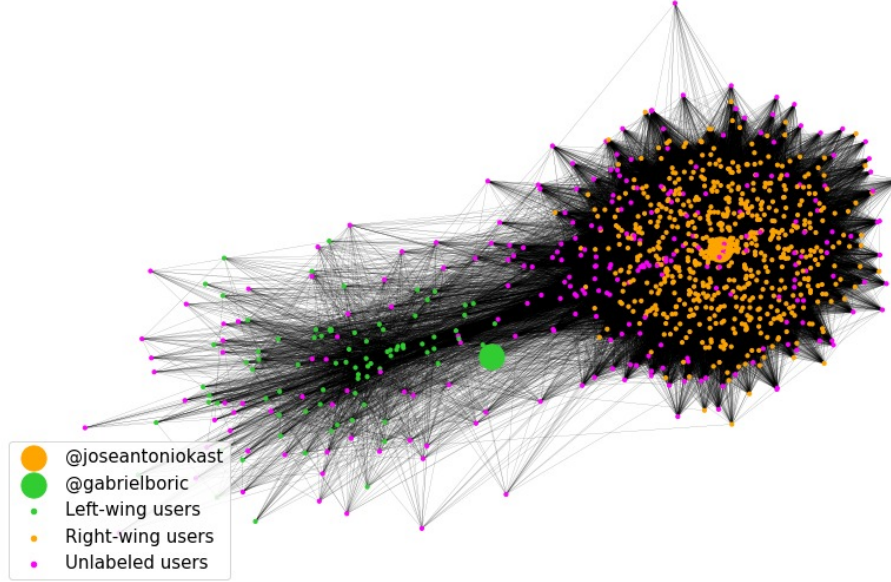 @joseantoniokast
@gabrielboric
Left-wing users
Right-wing users
Unlabeled users